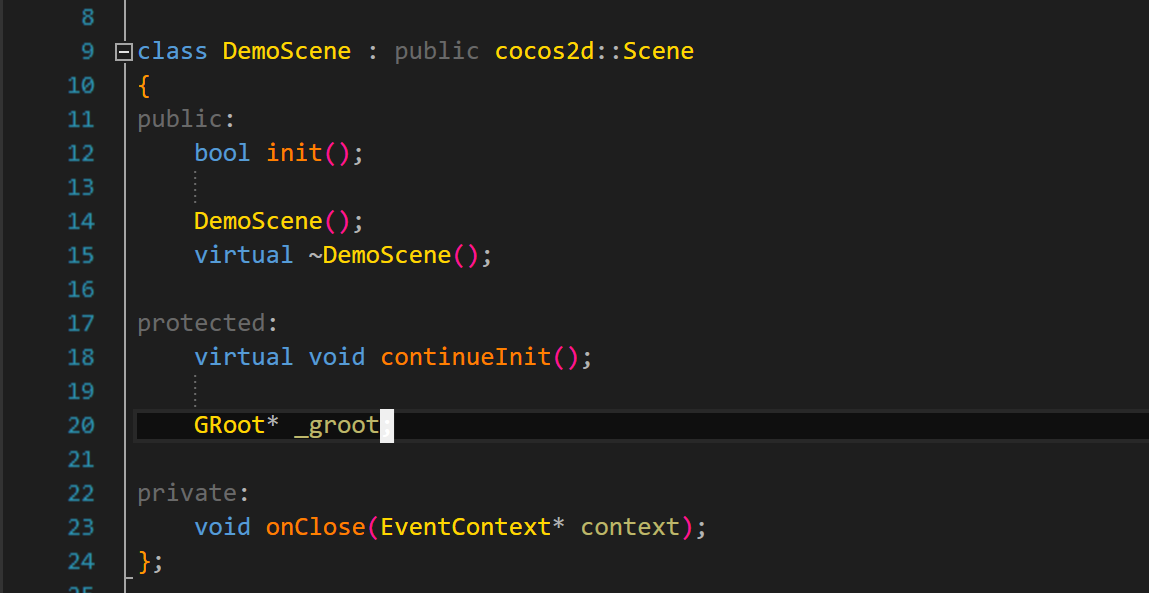 8
9 class DemoScene : public cocos2d::Scene
10 {
11 public:
12 bool init();
13
14 DemoScene();
15 virtual ~DemoScene();
16
17 protected:
18 virtual void continueInit();
19
20 GRoot* _groot;
21
22 private:
23 void onClose(EventContext* context);
24 };
25